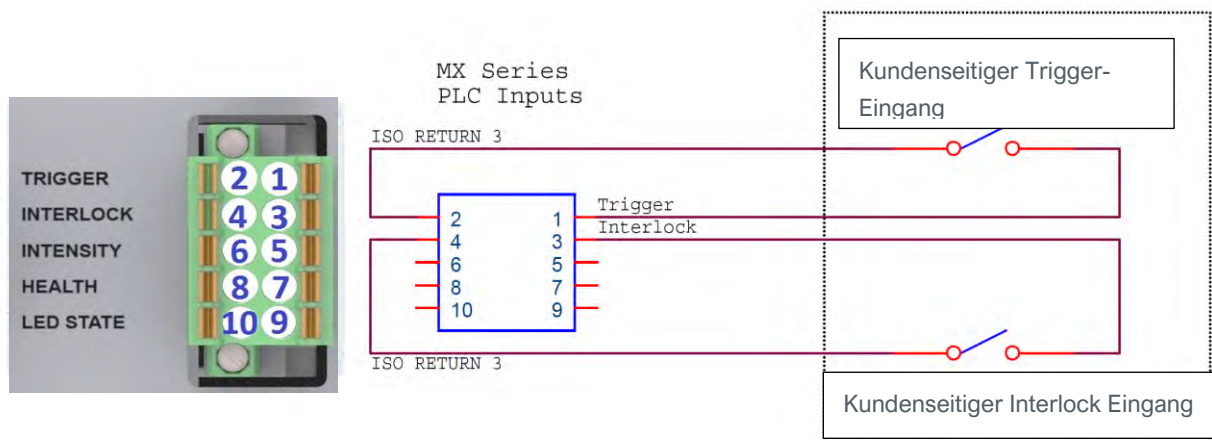 TRIGGER
INTERLOCK
INTENSITY
HEALTH
LED STATE
2 1
4 3
6 5
8 7
10 9
MX Series
PLC Inputs
ISO RETURN 3
Trigger
Interlock
2 1
4 3
6 5
8 7
10 9
ISO RETURN 3
Kundenseitiger Trigger-
Eingang
Kundenseitiger Interlock Eingang